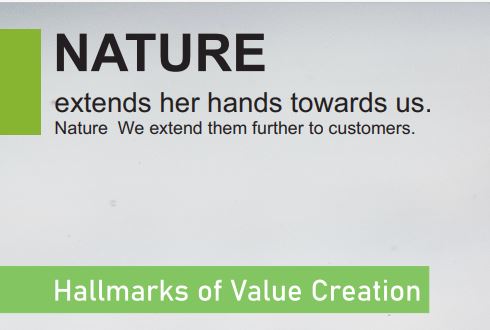 NATURE
extends her hands towards us.
Nature  We extend them further to customers.
Hallmarks of Value Creation